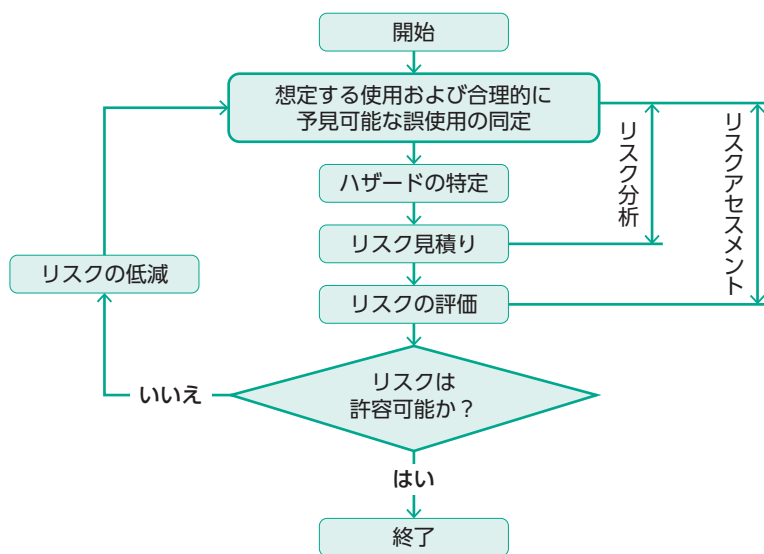 開始
想定する使用および合理的に
予見可能な誤使用の同定
ハザードの特定
リスク見積り
リスクの評価
リスクは
許容可能か？
いいえ
リスクの低減
はい
終了
リスク分析
リスクアセスメント